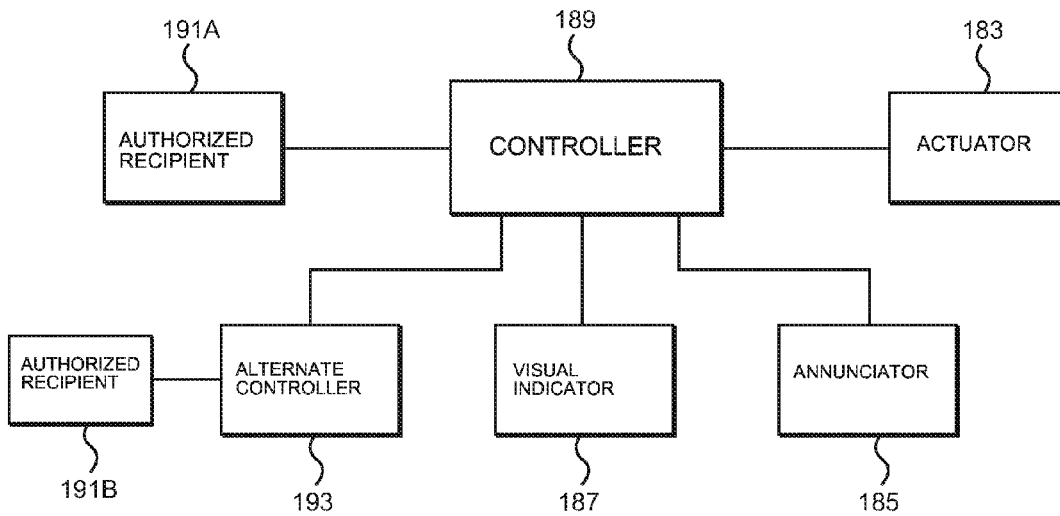 191A
189
183
AUTHORIZED
RECIPIENT
CONTROLLER
ACTUATOR
AUTHORIZED
RECIPIENT
ALTERNATE
CONTROLLER
VISUAL
INDICATOR
ANNUNCIATOR
191B
193
187
185